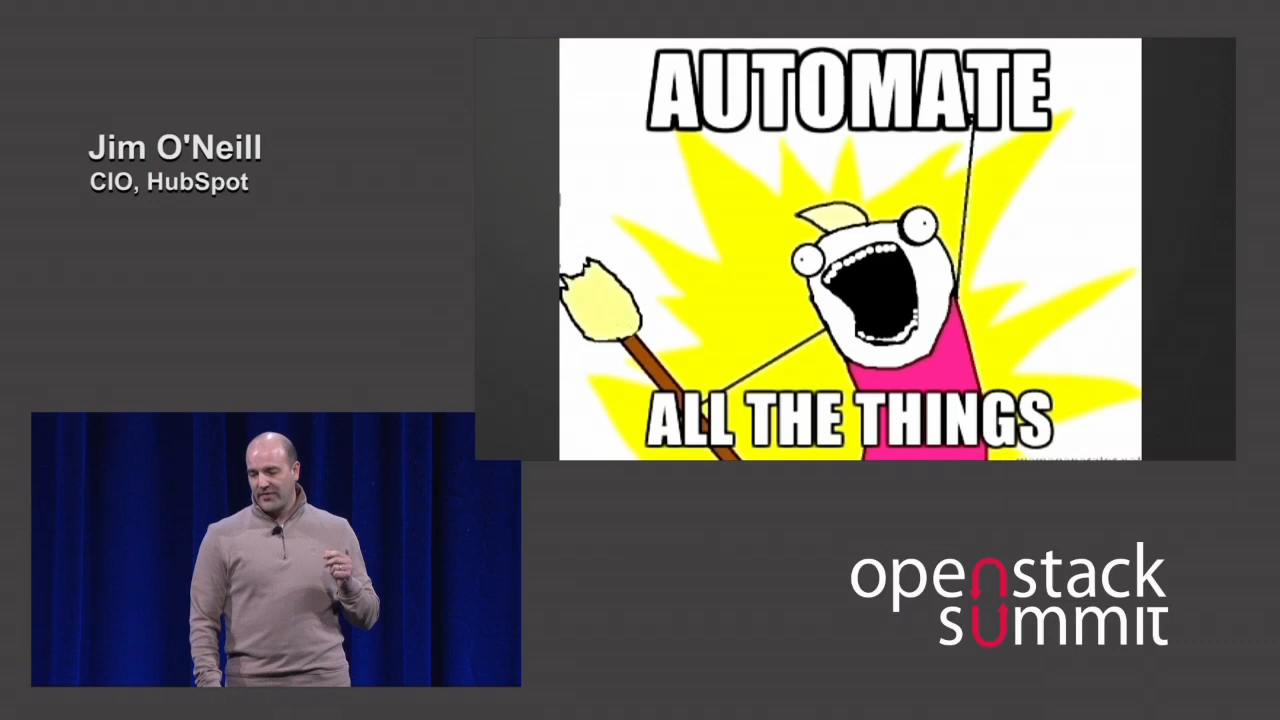 Jim O'Neill
CIO, HubSpot
AUTOMATE
ALL THE THINGS
openstack
summit